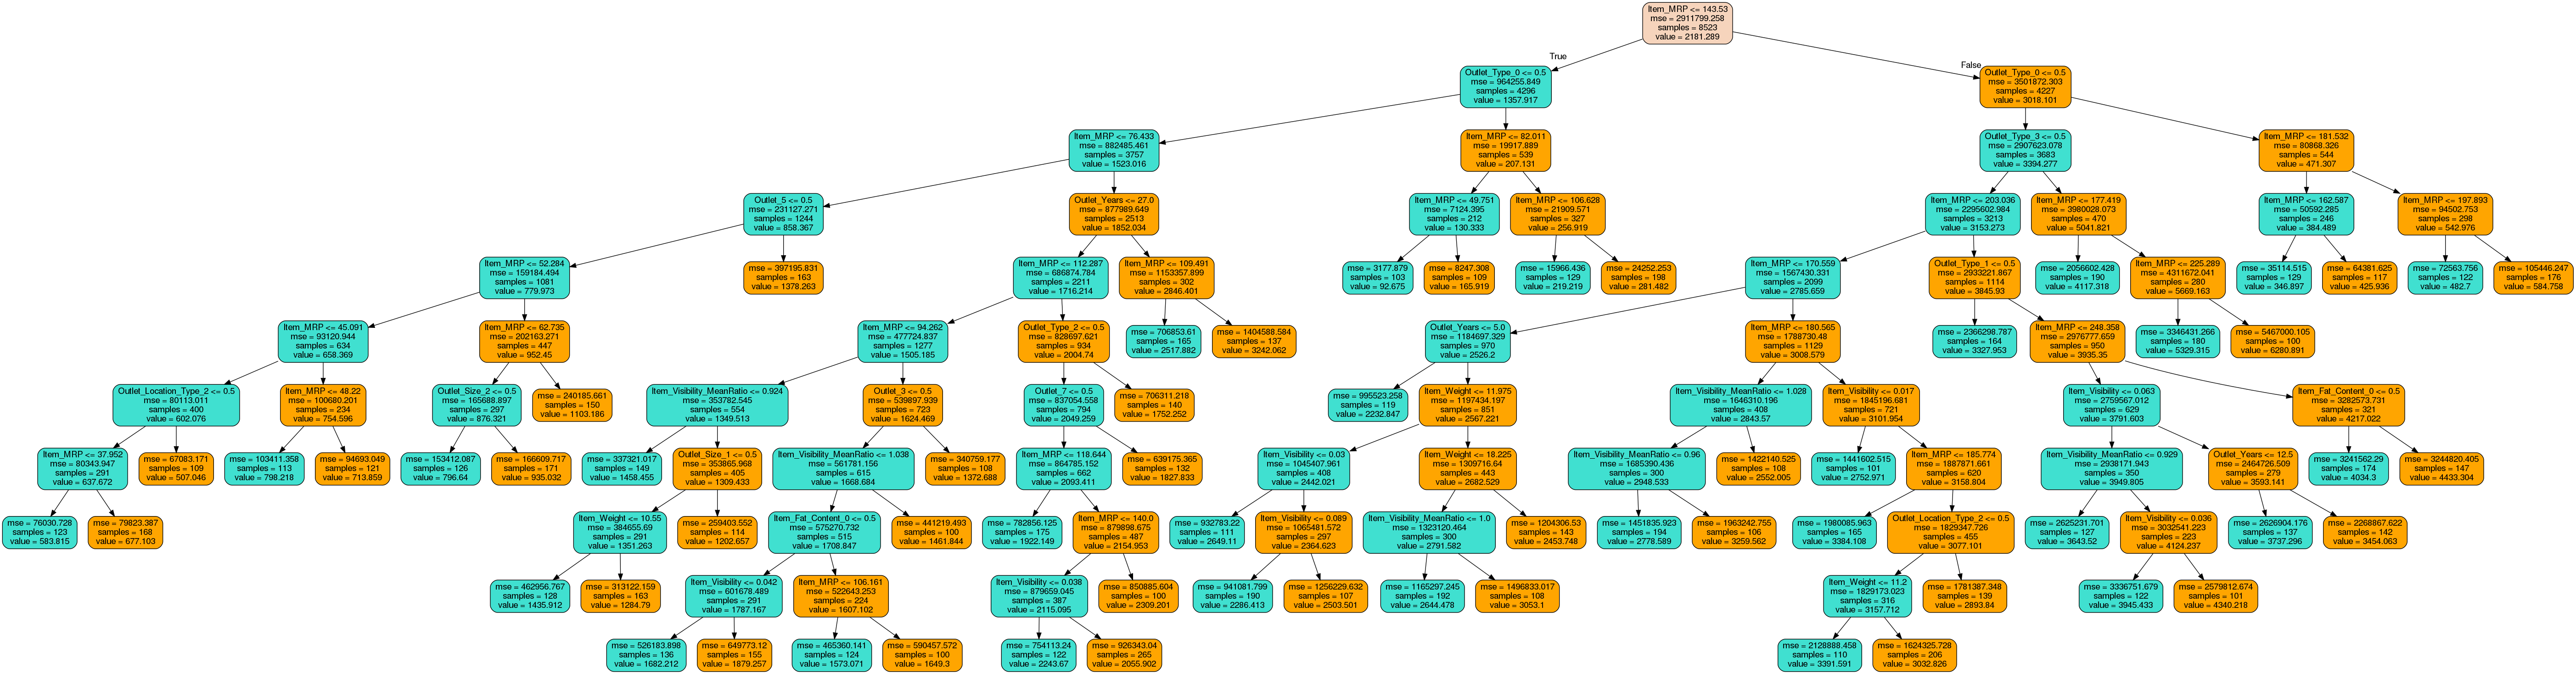 Item_MRP <= 143.53
mse = 2911799.258
samples = 8523
value = 2181.289
True
False
Outlet_Type_0 <= 0.5
mse = 964255.849
samples = 4296
value = 1357.917
Outlet_Type_0 <= 0.5
mse = 3501872.303
samples = 4227
value = 3018.101
Item_MRP <= 76.433
mse = 882485.461
samples = 3757
value = 1523.016
Item_MRP <= 82.011
mse = 19917.889
samples = 539
value = 207.131
Outlet_Type_3 <= 0.5
mse = 2907623.078
samples = 3683
value = 3394.277
Item_MRP <= 181.532
mse = 80868.326
samples = 544
value = 471.307
Outlet_5 <= 0.5
mse = 231127.271
samples = 1244
value = 858.367
Outlet_Years <= 27.0
mse = 877989.649
samples = 2513
value = 1852.034
Item_MRP <= 49.751
mse = 7124.395
samples = 212
value = 130.333
Item_MRP <= 106.628
mse = 21909.571
samples = 327
value = 256.919
Item_MRP <= 203.036
mse = 2295602.984
samples = 3213
value = 3153.273
Item_MRP <= 177.419
mse = 3980028.073
samples = 470
value = 5041.821
Item_MRP <= 162.587
mse = 50592.285
samples = 246
value = 384.489
Item_MRP <= 197.893
mse = 94502.753
samples = 298
value = 542.976
Item_MRP <= 52.284
mse = 159184.494
samples = 1081
value = 779.973
mse = 397195.831
samples = 163
value = 1378.263
Item_MRP <= 112.287
mse = 686874.784
samples = 2211
value = 1716.214
Item_MRP <= 109.491
mse = 1153357.899
samples = 302
value = 2846.401
mse = 3177.879
samples = 103
value = 92.675
mse = 8247.308
samples = 109
value = 165.919
mse = 15966.436
samples = 129
value = 219.219
mse = 24252.253
samples = 198
value = 281.482
Item_MRP <= 170.559
mse = 1567430.331
samples = 2099
value = 2785.659
Outlet_Type_1 <= 0.5
mse = 2933221.867
samples = 1114
value = 3845.93
mse = 2056602.428
samples = 190
value = 4117.318
Item_MRP <= 225.289
mse = 4311672.041
samples = 280
value = 5669.163
mse = 35114.515
samples = 129
value = 346.897
mse = 64381.625
samples = 117
value = 425.936
mse = 72563.756
samples = 122
value = 482.7
mse = 105446.247
samples = 176
value = 584.758
Item_MRP <= 45.091
mse = 93120.944
samples = 634
value = 658.369
Item_MRP <= 62.735
mse = 202163.271
samples = 447
value = 952.45
Item_MRP <= 94.262
mse = 477724.837
samples = 1277
value = 1505.185
Outlet_Type_2 <= 0.5
mse = 828697.621
samples = 934
value = 2004.74
mse = 706853.61
samples = 165
value = 2517.882
mse = 1404588.584
samples = 137
value = 3242.062
Outlet_Years <= 5.0
mse = 1184697.329
samples = 970
value = 2526.2
Item_MRP <= 180.565
mse = 1788730.48
samples = 1129
value = 3008.579
mse = 2366298.787
samples = 164
value = 3327.953
Item_MRP <= 248.358
mse = 2976777.659
samples = 950
value = 3935.35
mse = 3346431.266
samples = 180
value = 5329.315
mse = 5467000.105
samples = 100
value = 6280.891
Outlet_Location_Type_2 <= 0.5
mse = 80113.011
samples = 400
value = 602.076
Item_MRP <= 48.22
mse = 100680.201
samples = 234
value = 754.596
Outlet_Size_2 <= 0.5
mse = 165688.897
samples = 297
value = 876.321
mse = 240185.661
samples = 150
value = 1103.186
Item_Visibility_MeanRatio <= 0.924
mse = 353782.545
samples = 554
value = 1349.513
Outlet_3 <= 0.5
mse = 539897.939
samples = 723
value = 1624.469
Outlet_7 <= 0.5
mse = 837054.558
samples = 794
value = 2049.259
mse = 706311.218
samples = 140
value = 1752.252
mse = 995523.258
samples = 119
value = 2232.847
Item_Weight <= 11.975
mse = 1197434.197
samples = 851
value = 2567.221
Item_Visibility_MeanRatio <= 1.028
mse = 1646310.196
samples = 408
value = 2843.57
Item_Visibility <= 0.017
mse = 1845196.681
samples = 721
value = 3101.954
Item_Visibility <= 0.063
mse = 2759567.012
samples = 629
value = 3791.603
Item_Fat_Content_0 <= 0.5
mse = 3282573.731
samples = 321
value = 4217.022
Item_MRP <= 37.952
mse = 80343.947
samples = 291
value = 637.672
mse = 67083.171
samples = 109
value = 507.046
mse = 103411.358
samples = 113
value = 798.218
mse = 94693.049
samples = 121
value = 713.859
mse = 153412.087
samples = 126
value = 796.64
mse = 166609.717
samples = 171
value = 935.032
mse = 337321.017
samples = 149
value = 1458.455
Outlet_Size_1 <= 0.5
mse = 353865.968
samples = 405
value = 1309.433
Item_Visibility_MeanRatio <= 1.038
mse = 561781.156
samples = 615
value = 1668.684
mse = 340759.177
samples = 108
value = 1372.688
Item_MRP <= 118.644
mse = 864785.152
samples = 662
value = 2093.411
mse = 639175.365
samples = 132
value = 1827.833
Item_Visibility <= 0.03
mse = 1045407.961
samples = 408
value = 2442.021
Item_Weight <= 18.225
mse = 1309716.64
samples = 443
value = 2682.529
Item_Visibility_MeanRatio <= 0.96
mse = 1685390.436
samples = 300
value = 2948.533
mse = 1422140.525
samples = 108
value = 2552.005
mse = 1441602.515
samples = 101
value = 2752.971
Item_MRP <= 185.774
mse = 1887871.661
samples = 620
value = 3158.804
Item_Visibility_MeanRatio <= 0.929
mse = 2938171.943
samples = 350
value = 3949.805
Outlet_Years <= 12.5
mse = 2464726.509
samples = 279
value = 3593.141
mse = 3241562.29
samples = 174
value = 4034.3
mse = 3244820.405
samples = 147
value = 4433.304
mse = 76030.728
samples = 123
value = 583.815
mse = 79823.387
samples = 168
value = 677.103
Item_Weight <= 10.55
mse = 384655.69
samples = 291
value = 1351.263
mse = 259403.552
samples = 114
value = 1202.657
Item_Fat_Content_0 <= 0.5
mse = 575270.732
samples = 515
value = 1708.847
mse = 441219.493
samples = 100
value = 1461.844
mse = 782856.125
samples = 175
value = 1922.149
Item_MRP <= 140.0
mse = 879898.675
samples = 487
value = 2154.953
mse = 932783.22
samples = 111
value = 2649.11
Item_Visibility <= 0.089
mse = 1065481.572
samples = 297
value = 2364.623
Item_Visibility_MeanRatio <= 1.0
mse = 1323120.464
samples = 300
value = 2791.582
mse = 1204306.53
samples = 143
value = 2453.748
mse = 1451835.923
samples = 194
value = 2778.589
mse = 1963242.755
samples = 106
value = 3259.562
mse = 1980085.963
samples = 165
value = 3384.108
Outlet_Location_Type_2 <= 0.5
mse = 1829347.726
samples = 455
value = 3077.101
mse = 2625231.701
samples = 127
value = 3643.52
Item_Visibility <= 0.036
mse = 3032541.223
samples = 223
value = 4124.237
mse = 2626904.176
samples = 137
value = 3737.296
mse = 2268867.622
samples = 142
value = 3454.063
mse = 462956.767
samples = 128
value = 1435.912
mse = 313122.159
samples = 163
value = 1284.79
Item_Visibility <= 0.042
mse = 601678.489
samples = 291
value = 1787.167
Item_MRP <= 106.161
mse = 522643.253
samples = 224
value = 1607.102
Item_Visibility <= 0.038
mse = 879659.045
samples = 387
value = 2115.095
mse = 850885.604
samples = 100
value = 2309.201
mse = 941081.799
samples = 190
value = 2286.413
mse = 1256229.632
samples = 107
value = 2503.501
mse = 1165297.245
samples = 192
value = 2644.478
mse = 1496833.017
samples = 108
value = 3053.1
Item_Weight <= 11.2
mse = 1829173.023
samples = 316
value = 3157.712
mse = 1781387.348
samples = 139
value = 2893.84
mse = 3336751.679
samples = 122
value = 3945.433
mse = 2579812.674
samples = 101
value = 4340.218
mse = 526183.898
samples = 136
value = 1682.212
mse = 649773.12
samples = 155
value = 1879.257
mse = 465360.141
samples = 124
value = 1573.071
mse = 590457.572
samples = 100
value = 1649.3
mse = 754113.24
samples = 122
value = 2243.67
mse = 926343.04
samples = 265
value = 2055.902
mse = 2128888.458
samples = 110
value = 3391.591
mse = 1624325.728
samples = 206
value = 3032.826